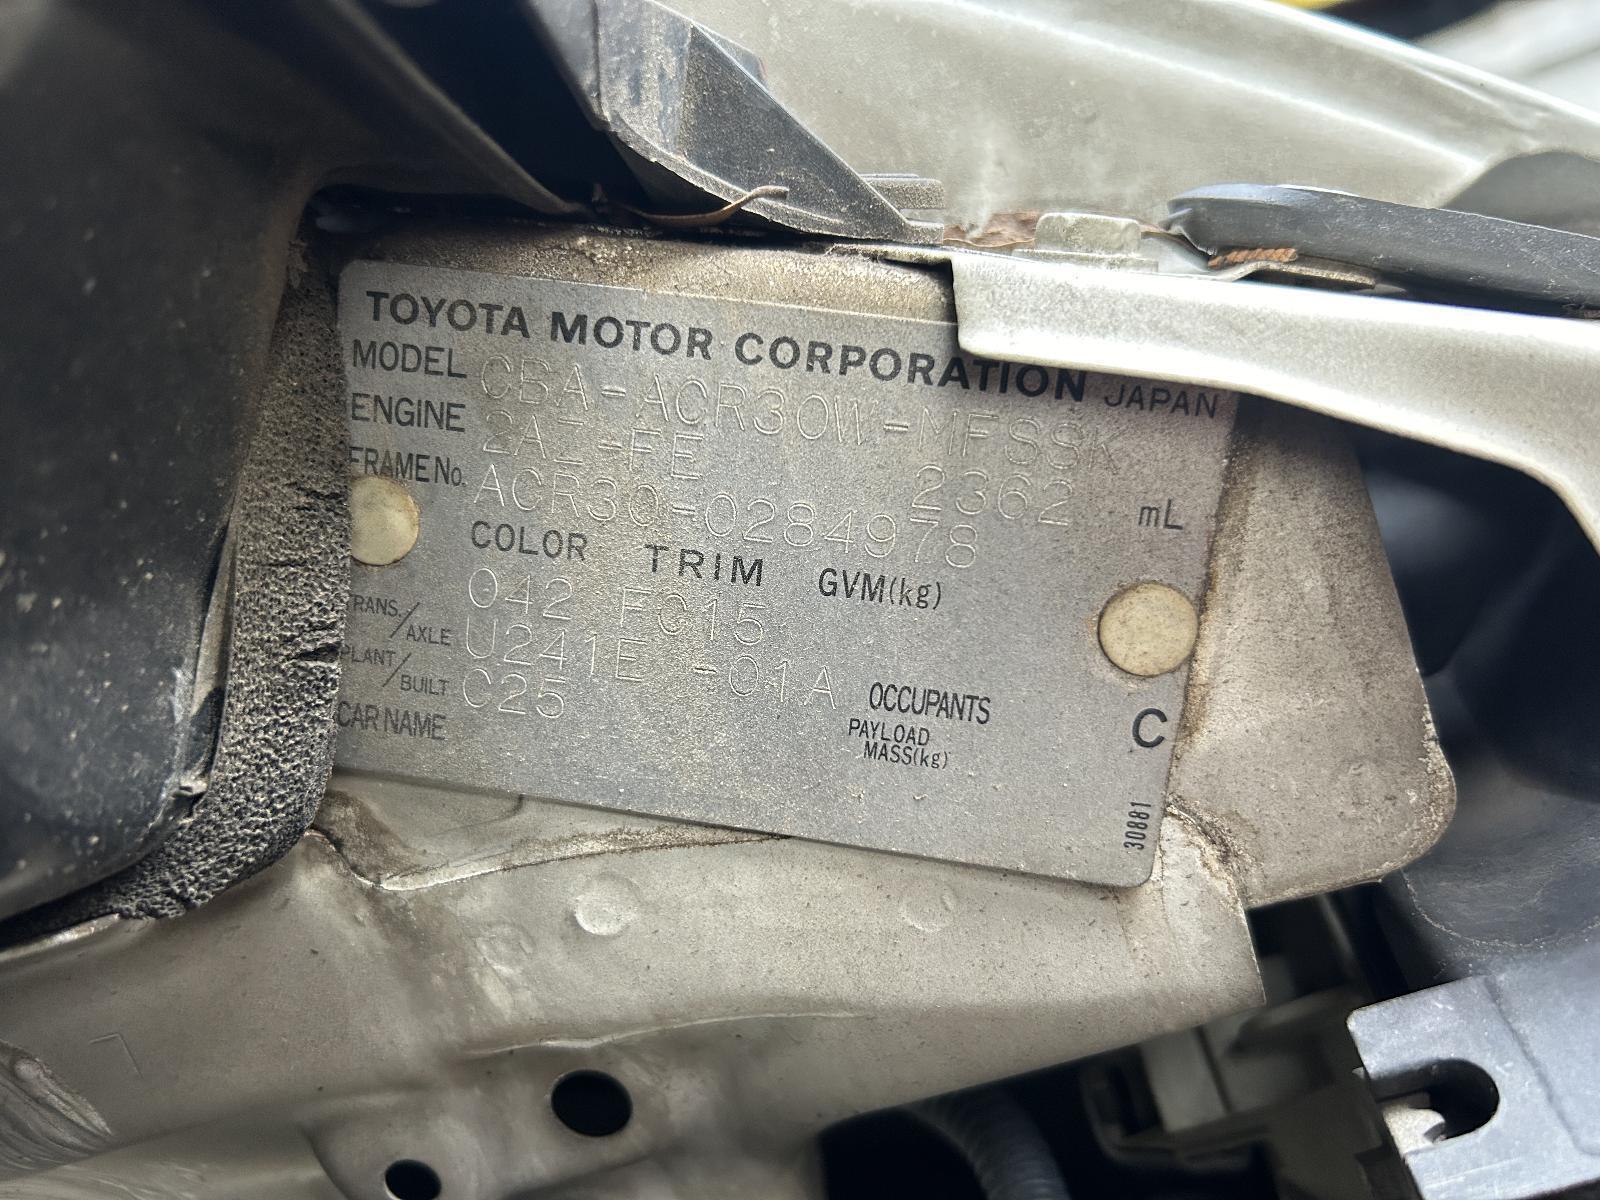 TOYOTA MOTOR CORPORATION JAPAN
MODEL CBA-ACR30W-MFSSK
ENGINE 2AZ-FE 2362 mL
FRAME No. ACR30-0284978
COLOR TRIM GVM(kg)
042 FC15
TRANS/AXLE U241E -01A
PLANT/BUILT C25 OCCUPANTS
CAR NAME PAYLOAD MASS(kg) C
30881